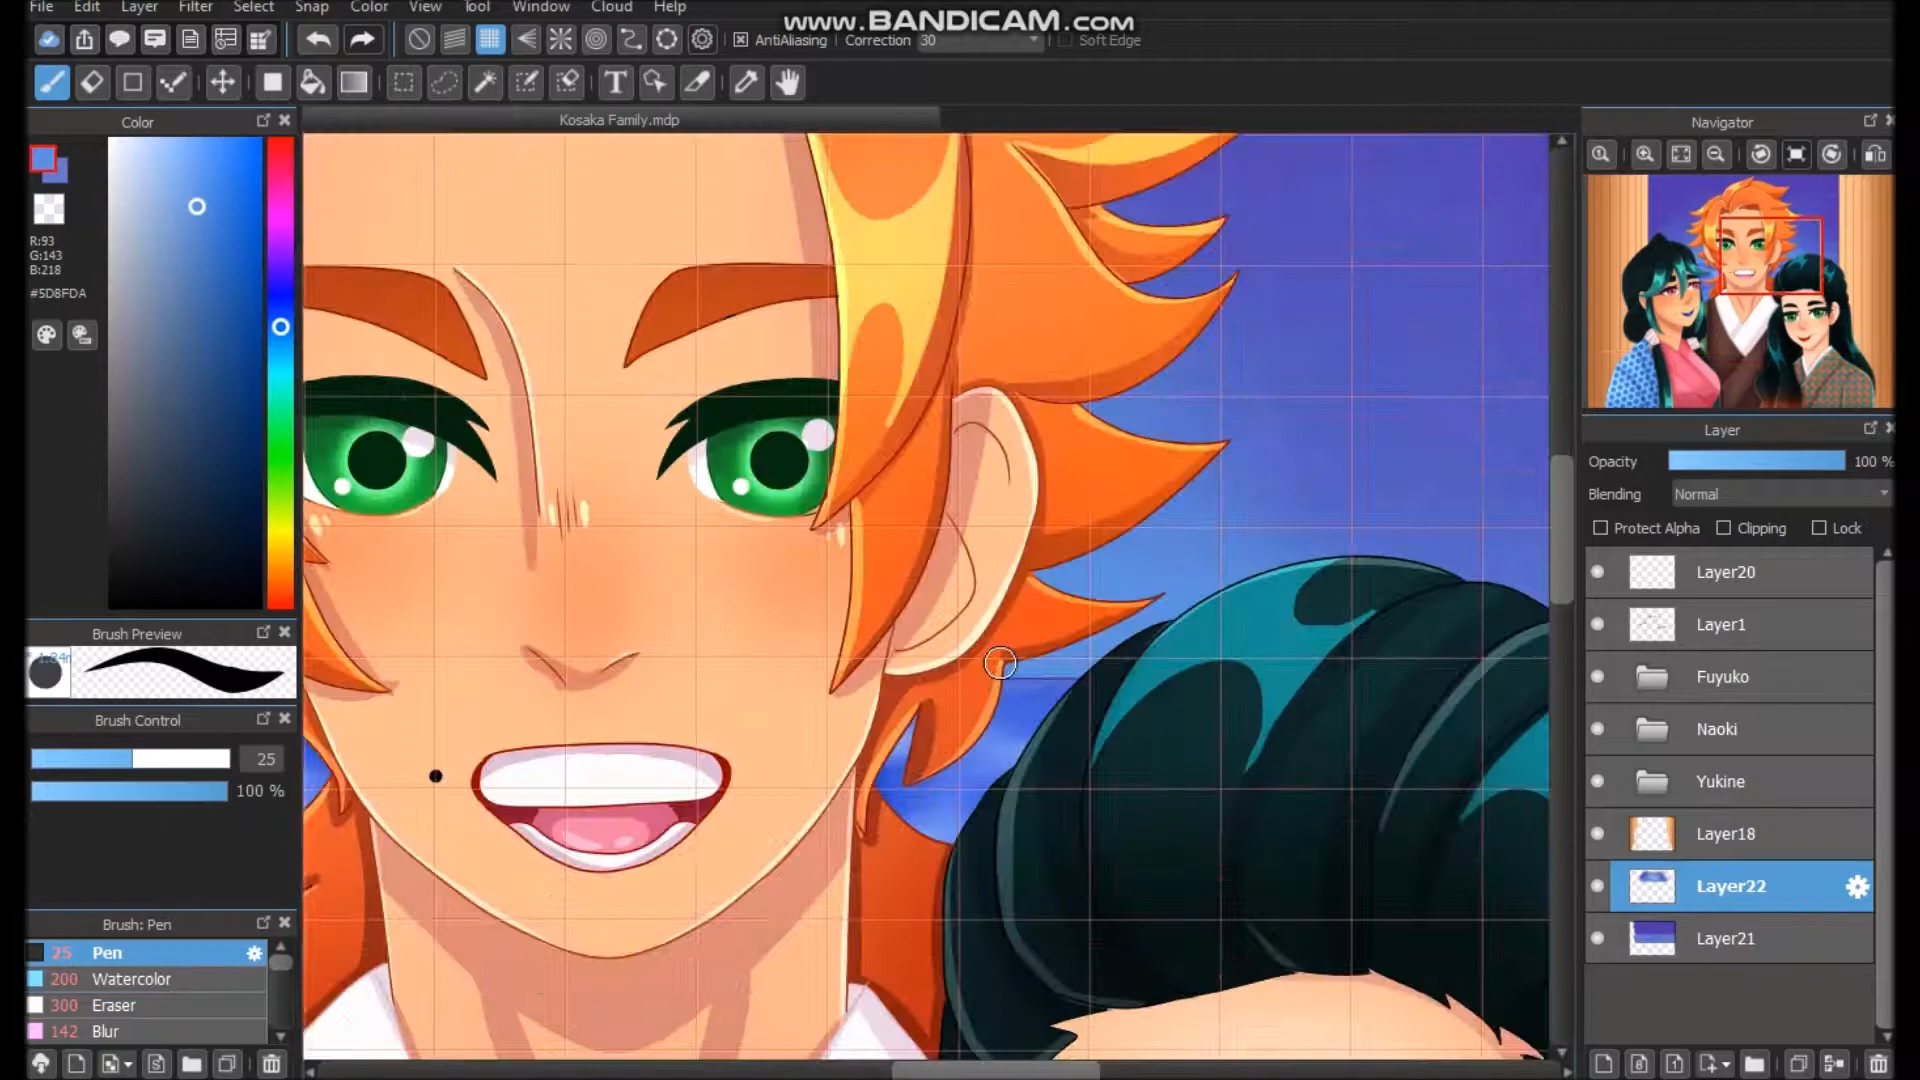 File Edit Layer Filter Select Snap Color View Tool Window Cloud Help
www.BANDICAM.com
AntiAliasing Correction 30 Soft Edge
T
Color
Kosaka Family.mdp
Navigator
R:93
G:143
B:218
#5D8FDA
Layer
Opacity 100 %
Blending Normal
Protect Alpha Clipping Lock
Layer20
Layer1
Brush Preview
Fuyuko
Brush Control
Naoki
25
Yukine
100 %
Layer18
Layer22
Brush: Pen
Layer21
25 Pen
200 Watercolor
300 Eraser
142 Blur